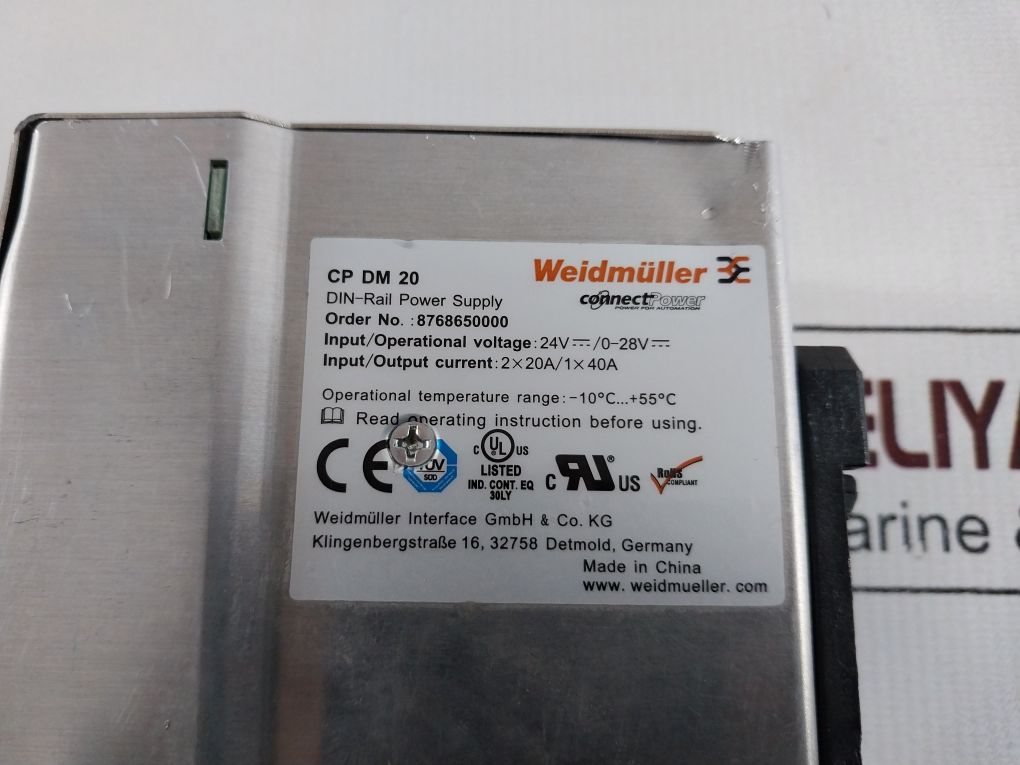 CP DM 20
Weidmüller
DIN-Rail Power Supply
connectPower
POWER FOR AUTOMATION
Order No. :8768650000
Input/Operational voltage:24V⎓/0-28V⎓
Input/Output current:2×20A/1×40A
Operational temperature range:-10°C...+55°C
Read operating instruction before using.
CE
TÜV
SÜD
C UL US
LISTED
IND. CONT. EQ
30LY
C RU ® US
RoHS
COMPLIANT
Weidmüller Interface GmbH & Co. KG
Klingenbergstraße 16, 32758 Detmold, Germany
Made in China
www. weidmueller. com
ELIYA
arine &